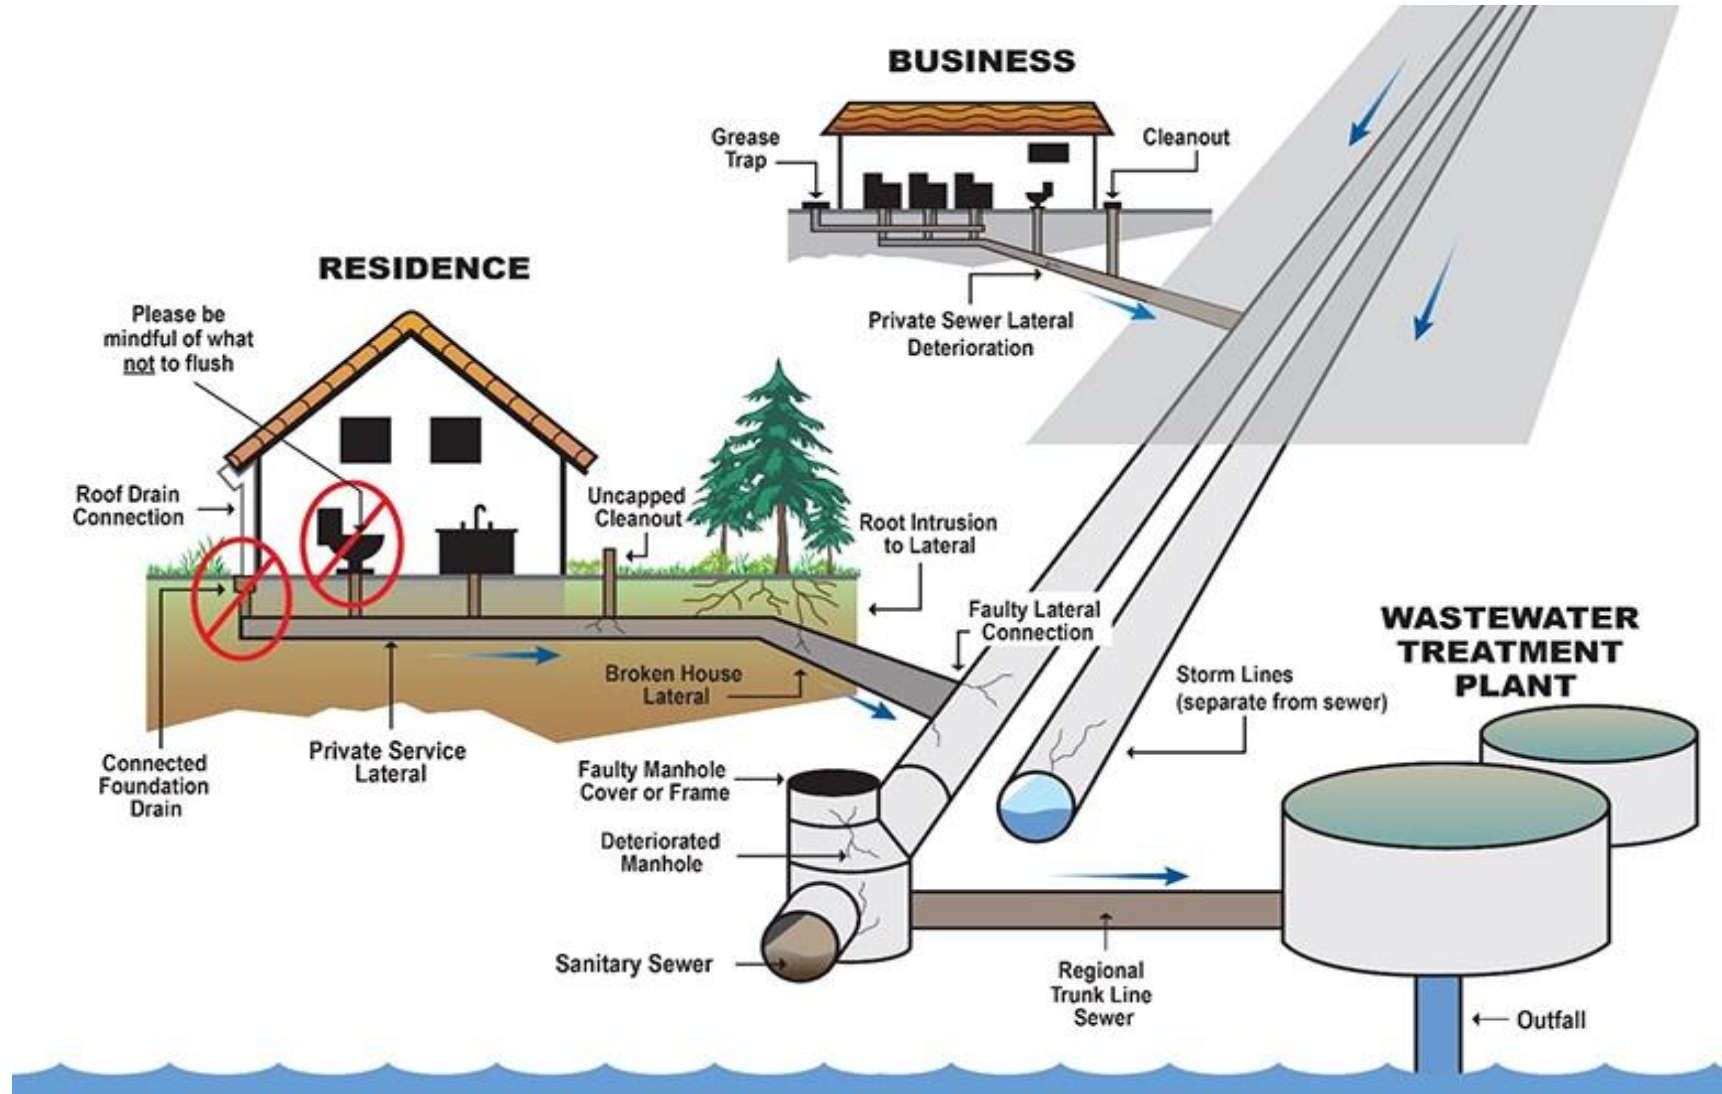 BUSINESS
Grease
Trap
Cleanout
Private Sewer Lateral
Deterioration
RESIDENCE
Please be
mindful of what
not to flush
Roof Drain
Connection
Uncapped
Cleanout
Root Intrusion
to Lateral
Faulty Lateral
Connection
Broken House
Lateral
Private Service
Lateral
Connected
Foundation
Drain
Storm Lines
(separate from sewer)
WASTEWATER
TREATMENT
PLANT
Faulty Manhole
Cover or Frame
Deteriorated
Manhole
Sanitary Sewer
Regional
Trunk Line
Sewer
Outfall